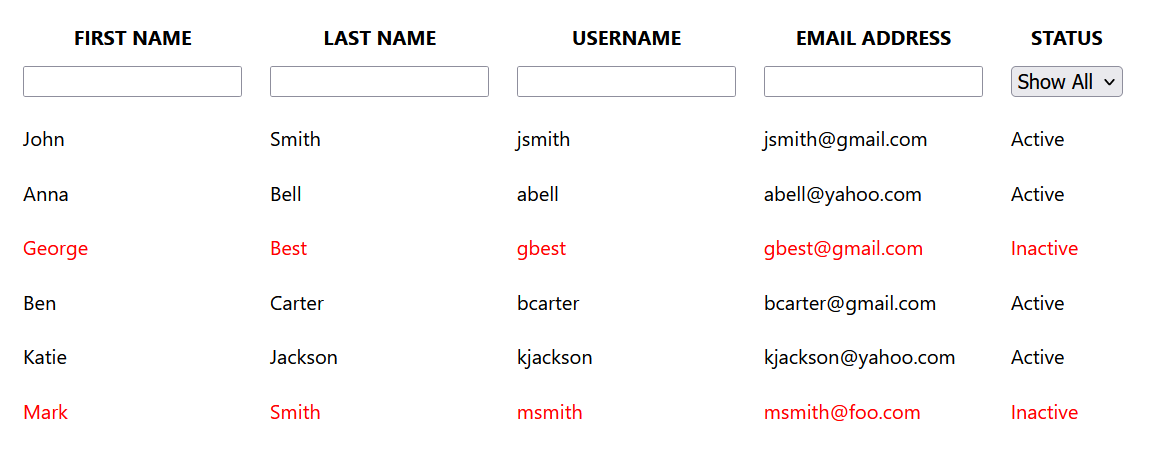 FIRST NAME LAST NAME USERNAME EMAIL ADDRESS STATUS
Show All
John Smith jsmith jsmith@gmail.com Active
Anna Bell abell abell@yahoo.com Active
George Best gbest gbest@gmail.com Inactive
Ben Carter bcarter bcarter@gmail.com Active
Katie Jackson kjackson kjackson@yahoo.com Active
Mark Smith msmith msmith@foo.com Inactive